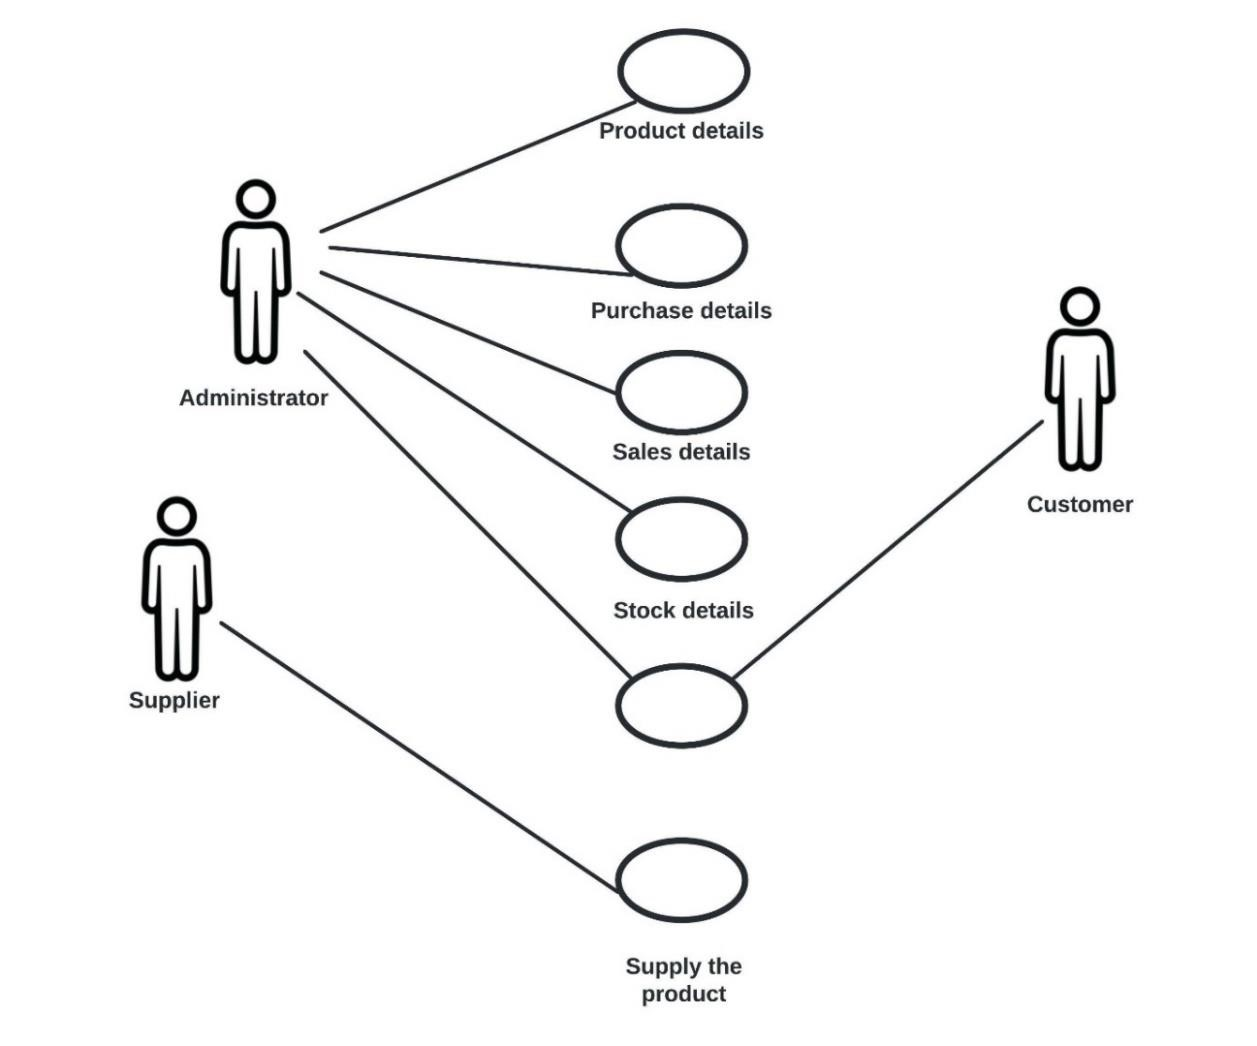 Product details
Purchase details
Administrator
Sales details
Customer
Stock details
Supplier
Supply the
product